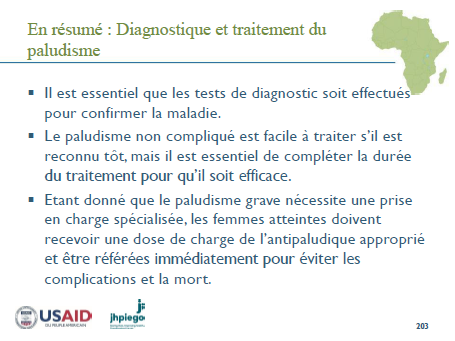 En résumé : Diagnostique et traitement du
paludisme
▪ Il est essentiel que les tests de diagnostic soit effectués
pour confirmer la maladie.
▪ Le paludisme non compliqué est facile à traiter s'il est
reconnu tôt, mais il est essentiel de compléter la durée
du traitement pour qu'il soit efficace.
▪ Etant donné que le paludisme grave nécessite une prise
en charge spécialisée, les femmes atteintes doivent
recevoir une dose de charge de l'antipaludique approprié
et être référées immédiatement pour éviter les
complications et la mort.
USAID
jhpiego
203